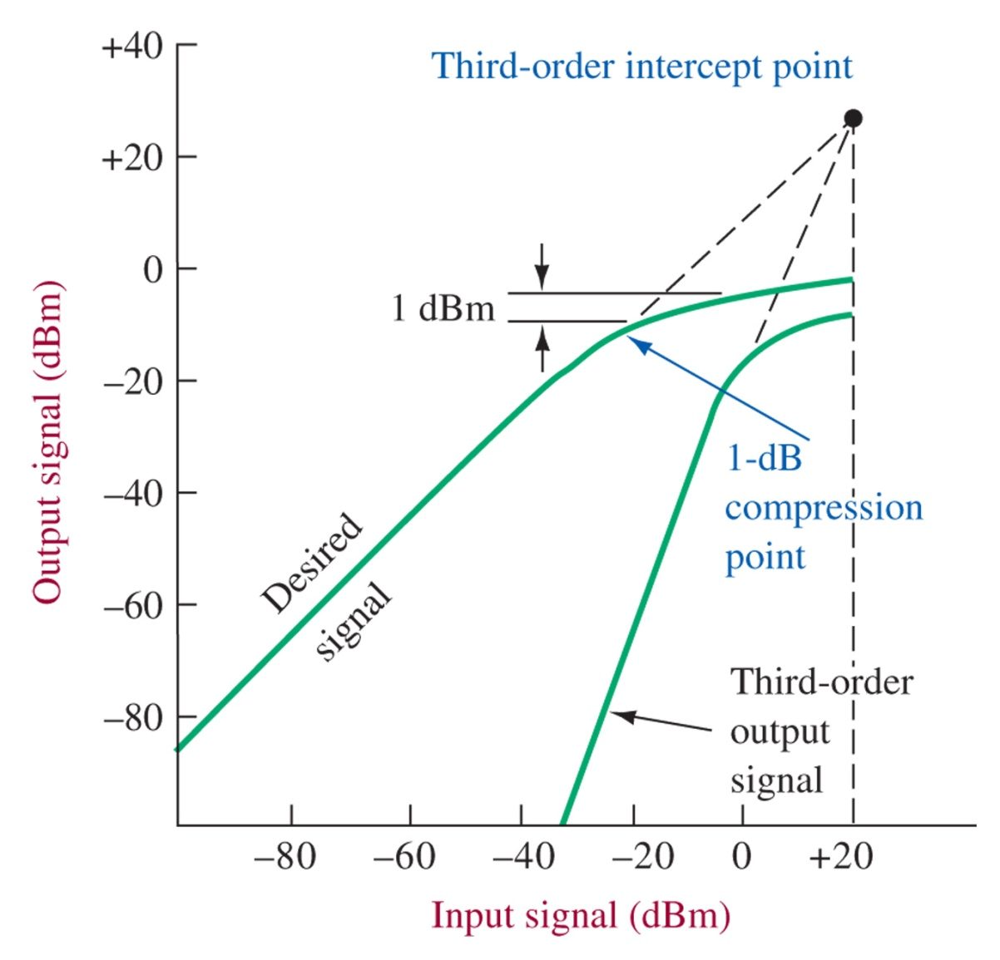 Third-order intercept point
+40
+20
0
–20
–40
–60
–80
Output signal (dBm)
1 dBm
1-dB
compression
point
Desired
signal
Third-order
output
signal
–80
–60
–40
–20
0
+20
Input signal (dBm)